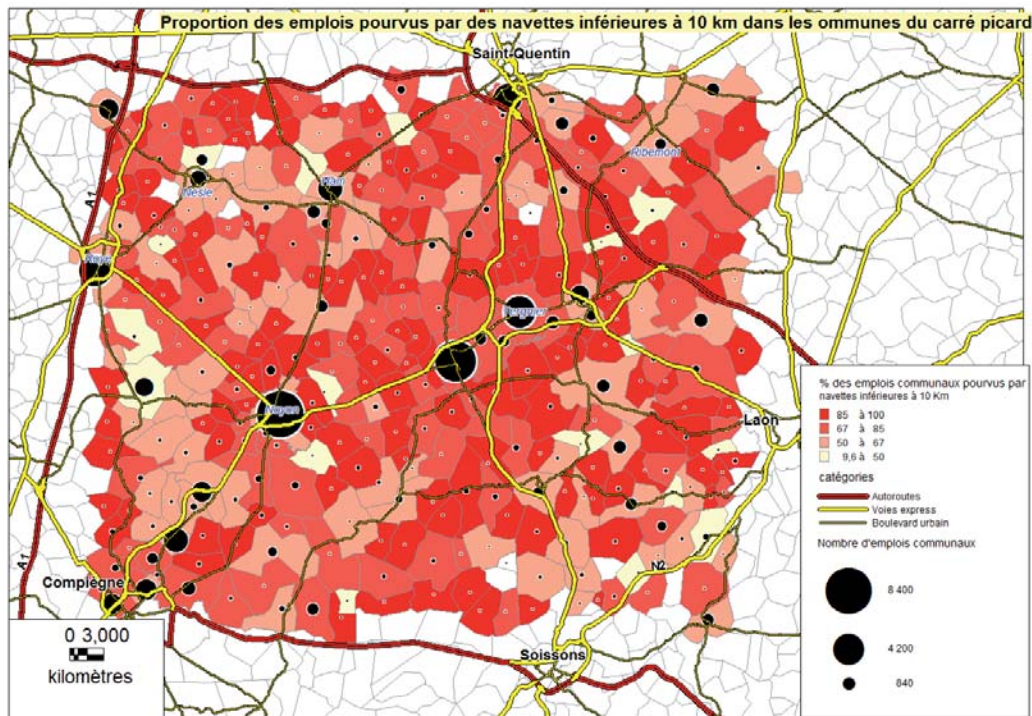 Proportion des emplois pourvus par des navettes inférieures à 10 km dans les ommunes du carré picard
Saint-Quentin
Ribemont
Nesle
Ham
A1
Roye
Tergnier
Noyon
Laon
Compiègne
A1
N2
Soissons
0 3,000
kilomètres
% des emplois communaux pourvus par
navettes inférieures à 10 Km
85 à 100
67 à 85
50 à 67
9,6 à 50
catégories
Autoroutes
Voies express
Boulevard urbain
Nombre d'emplois communaux
8 400
4 200
840